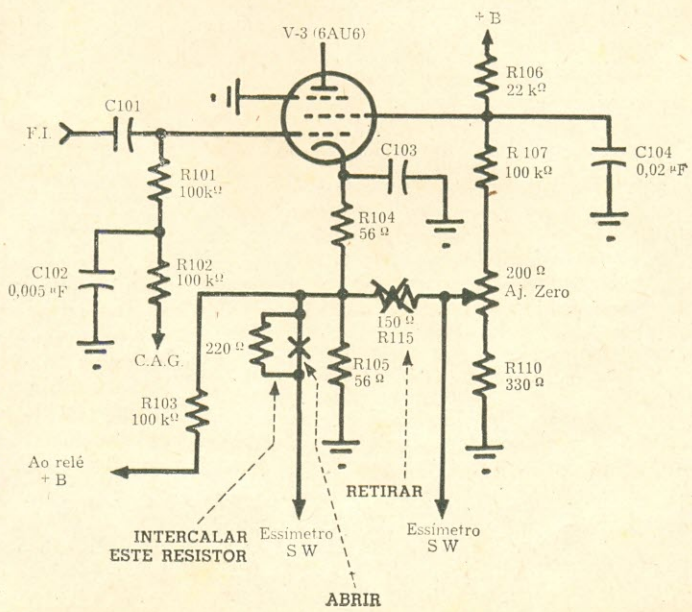 + B
V-3 (6AU6)
R106
22 kΩ
C101
F.I.
C103
R 107
100 kΩ
C104
0,02 µF
R101
100kΩ
R104
56 Ω
C102
0,005 µF
R102
100 kΩ
200 Ω
Aj. Zero
150 Ω
R115
220 Ω
C.A.G.
R105
56 Ω
R110
330 Ω
R103
100 kΩ
Ao relé
+ B
RETIRAR
INTERCALAR
ESTE RESISTOR
Essímetro
S W
Essímetro
S W
ABRIR